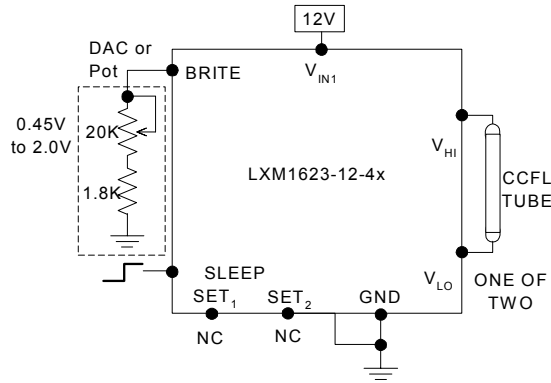 12V
DAC or
Pot
BRITE
V_IN1
0.45V
to 2.0V
20K
1.8K
LXM1623-12-4x
V_HI
CCFL
TUBE
SLEEP
V_LO
ONE OF
TWO
SET_1
SET_2
GND
NC
NC